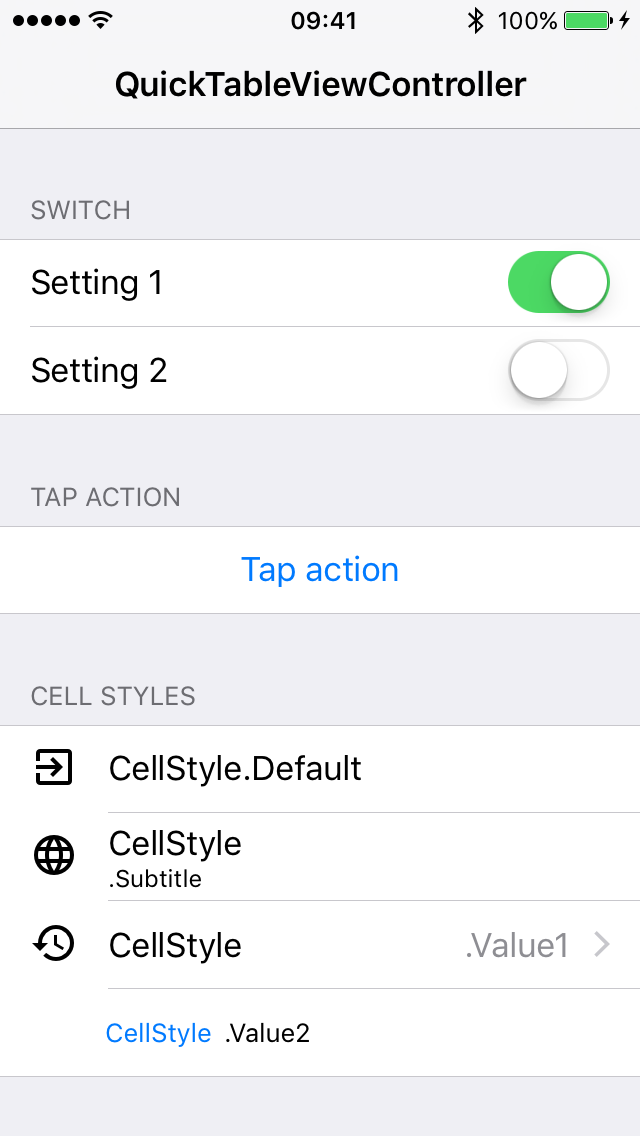 09:41 100%
QuickTableViewController
SWITCH
Setting 1
Setting 2
TAP ACTION
Tap action
CELL STYLES
CellStyle.Default
CellStyle
.Subtitle
CellStyle .Value1
CellStyle .Value2